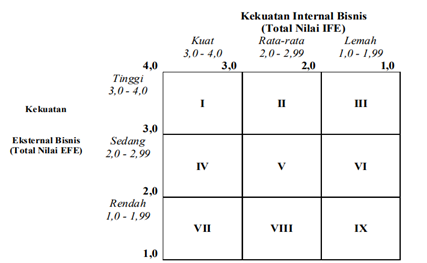 Kekuatan Internal Bisnis
(Total Nilai IFE)
Kuat Rata-rata Lemah
3,0 - 4,0 2,0 - 2,99 1,0 - 1,99
4,0 3,0 2,0 1,0
Tinggi
3,0 - 4,0
I II III
Kekuatan
3,0
Eksternal Bisnis
(Total Nilai EFE)
Sedang
2,0 - 2,99
IV V VI
2,0
Rendah
1,0 - 1,99
VII VIII IX
1,0